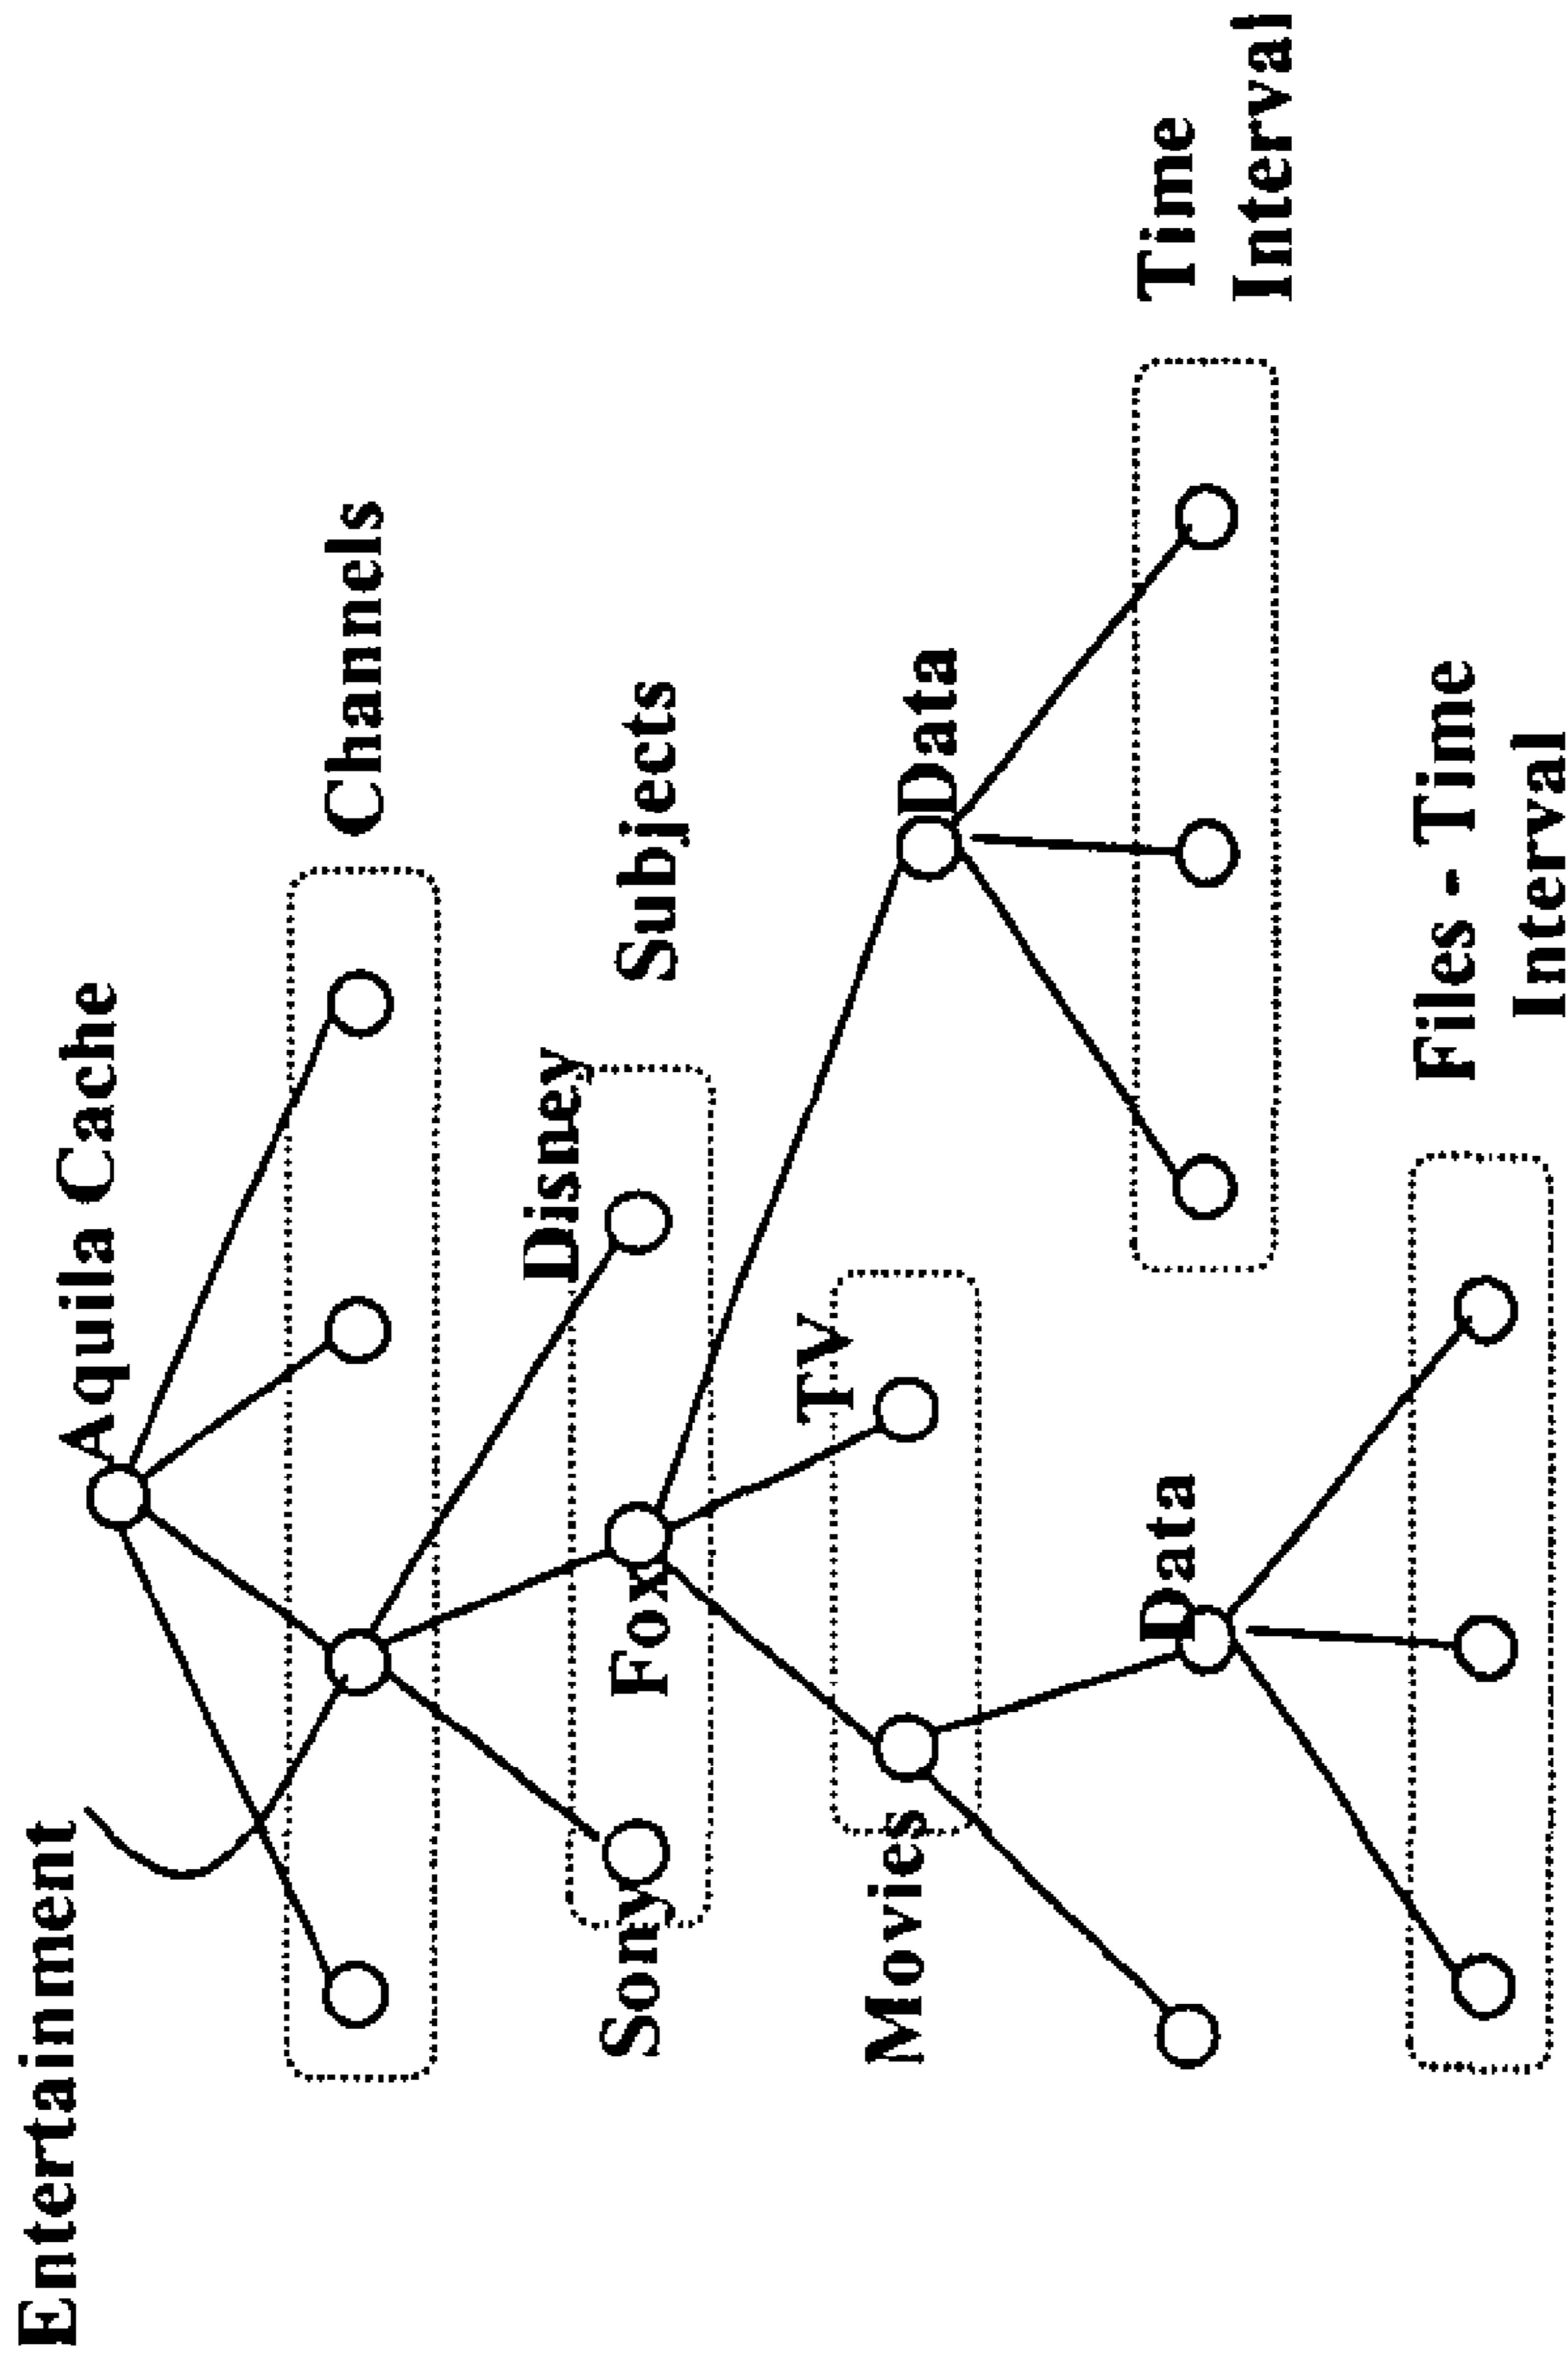 Entertainment
Aquila Cache
Channels
Disney
Sony
Fox
Subjects
TV
Movies
Data
Time
Interval
Data
Files - Time
Interval